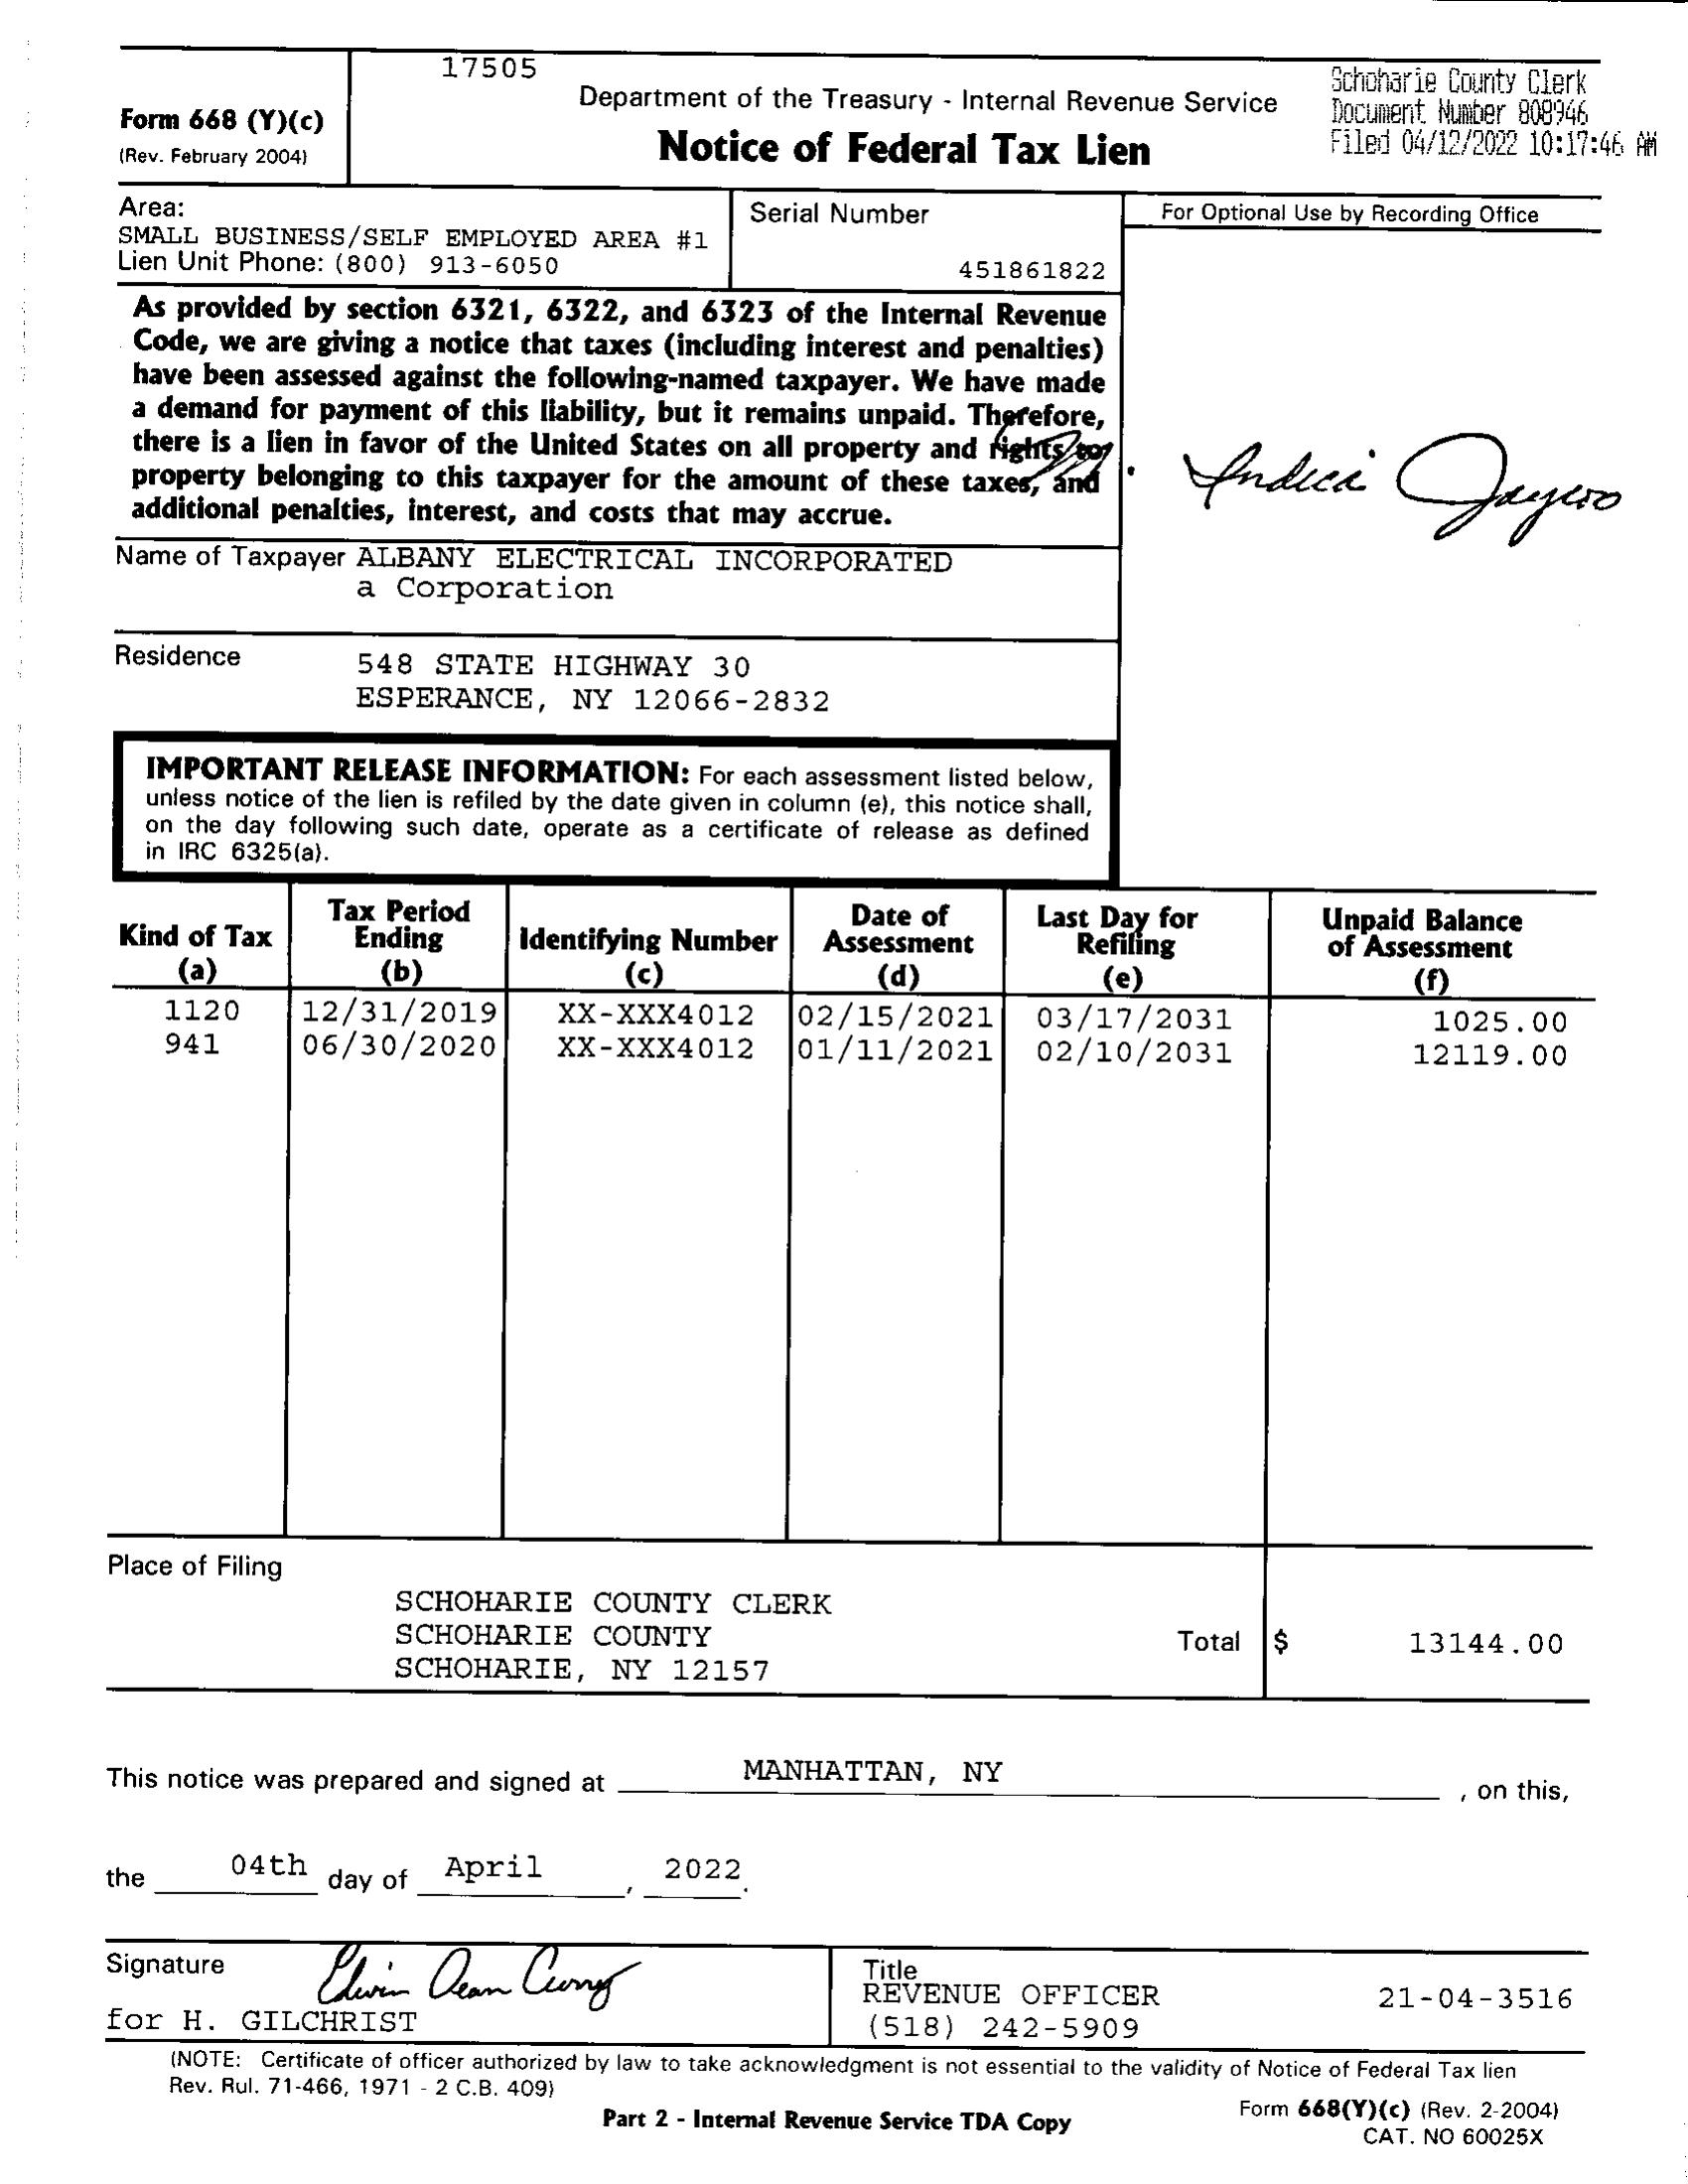 17505
Form 668 (Y)(c)
(Rev. February 2004)
Department of the Treasury - Internal Revenue Service
Notice of Federal Tax Lien
Schoharie County Clerk
Document Number 808946
Filed 04/12/2022 10:17:46 AM
Area:
SMALL BUSINESS/SELF EMPLOYED AREA #1
Lien Unit Phone: (800) 913-6050
Serial Number
451861822
For Optional Use by Recording Office
As provided by section 6321, 6322, and 6323 of the Internal Revenue
Code, we are giving a notice that taxes (including interest and penalties)
have been assessed against the following-named taxpayer. We have made
a demand for payment of this liability, but it remains unpaid. Therefore,
there is a lien in favor of the United States on all property and rights to
property belonging to this taxpayer for the amount of these taxes, and
additional penalties, interest, and costs that may accrue.
Name of Taxpayer ALBANY ELECTRICAL INCORPORATED
a Corporation
Residence
548 STATE HIGHWAY 30
ESPERANCE, NY 12066-2832
IMPORTANT RELEASE INFORMATION: For each assessment listed below,
unless notice of the lien is refiled by the date given in column (e), this notice shall,
on the day following such date, operate as a certificate of release as defined
in IRC 6325(a).
Kind of Tax (a) Tax Period Ending (b) Identifying Number (c) Date of Assessment (d) Last Day for Refiling (e) Unpaid Balance of Assessment (f)
1120 12/31/2019 XX-XXX4012 02/15/2021 03/17/2031 1025.00
941 06/30/2020 XX-XXX4012 01/11/2021 02/10/2031 12119.00
Place of Filing
SCHOHARIE COUNTY CLERK
SCHOHARIE COUNTY
SCHOHARIE, NY 12157
Total $ 13144.00
This notice was prepared and signed at MANHATTAN, NY , on this,
the 04th day of April , 2022.
Signature
Edwin Dean Curry
for H. GILCHRIST
Title
REVENUE OFFICER
(518) 242-5909
21-04-3516
(NOTE: Certificate of officer authorized by law to take acknowledgment is not essential to the validity of Notice of Federal Tax lien
Rev. Rul. 71-466, 1971 - 2 C.B. 409)
Part 2 - Internal Revenue Service TDA Copy
Form 668(Y)(c) (Rev. 2-2004)
CAT. NO 60025X